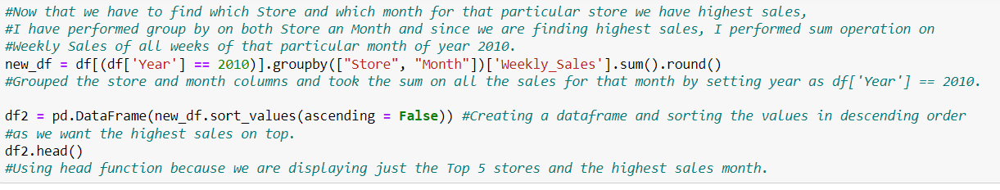 #Now that we have to find which Store and which month for that particular store we have highest sales,
#I have performed group by on both Store an Month and since we are finding highest sales, I performed sum operation on
#Weekly Sales of all weeks of that particular month of year 2010.
new_df = df[(df['Year'] == 2010)].groupby(["Store", "Month"])['Weekly_Sales'].sum().round()
#Grouped the store and month columns and took the sum on all the sales for that month by setting year as df['Year'] == 2010.
df2 = pd.DataFrame(new_df.sort_values(ascending = False)) #Creating a dataframe and sorting the values in descending order
#as we want the highest sales on top.
df2.head()
#Using head function because we are displaying just the Top 5 stores and the highest sales month.